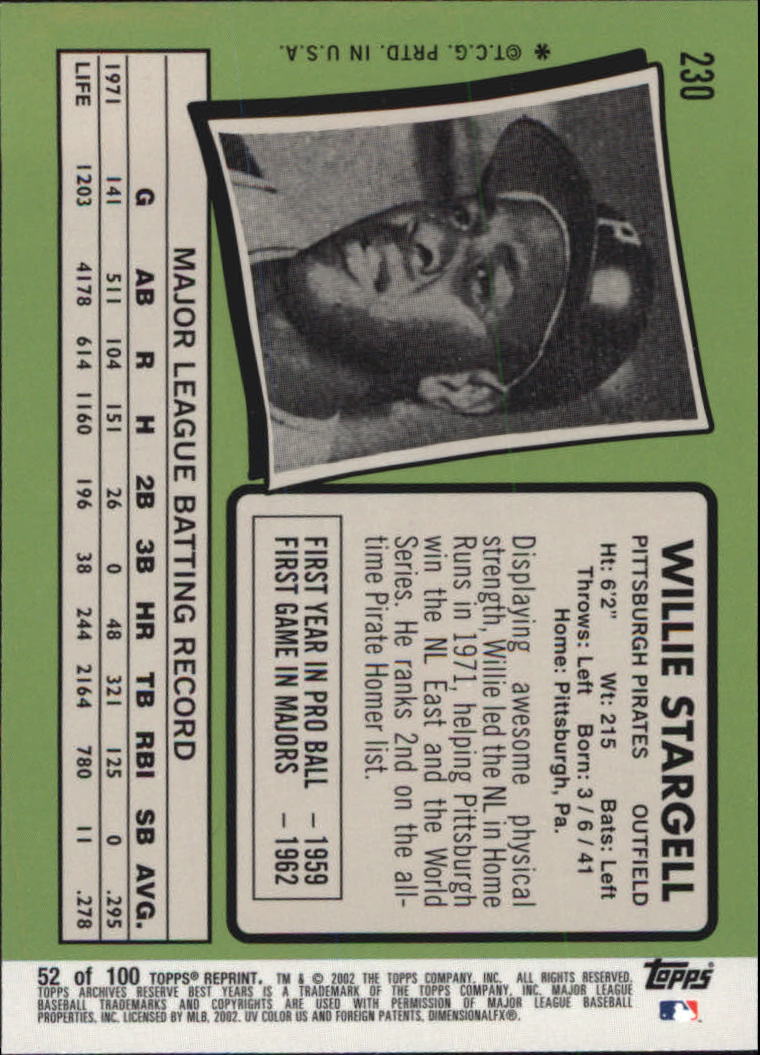 230
✱ ©T.C.G. PRTD. IN U.S.A.
B
WILLIE STARGELL
PITTSBURGH PIRATES OUTFIELD
Ht: 6'2" Wt: 215 Bats: Left
Throws: Left Born: 3/6/41
Home: Pittsburgh, Pa.
Displaying awesome physical
strength, Willie led the NL in Home
Runs in 1971, helping Pittsburgh
win the NL East and the World
Series. He ranks 2nd on the all-
time Pirate Homer list.
FIRST YEAR IN PRO BALL – 1959
FIRST GAME IN MAJORS – 1962
MAJOR LEAGUE BATTING RECORD
G AB R H 2B 3B HR TB RBI SB AVG.
1971 141 511 104 151 26 0 48 321 125 0 .295
LIFE 1203 4178 614 1160 196 38 244 2164 780 11 .278
TOPPS
52 of 100 TOPPS® REPRINT. TM & © 2002 THE TOPPS COMPANY, INC. ALL RIGHTS RESERVED.
TOPPS ARCHIVES RESERVE BEST YEARS IS A TRADEMARK OF THE TOPPS COMPANY, INC. MAJOR LEAGUE
BASEBALL TRADEMARKS AND COPYRIGHTS ARE USED WITH PERMISSION OF MAJOR LEAGUE BASEBALL
PROPERTIES, INC. LICENSED BY MLB, 2002. UV COLOR US AND FOREIGN PATENTS, DIMENSIONALFX®.